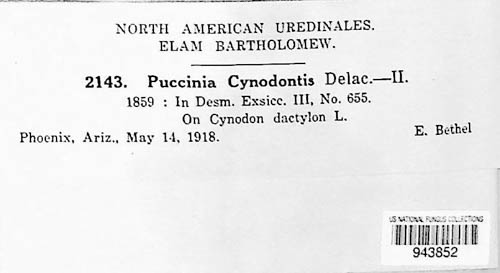 NORTH AMERICAN UREDINALES.
ELAM BARTHOLOMEW.
2143. Puccinia Cynodontis Delac.—II.
1859 : In Desm. Exsicc. III, No. 655.
On Cynodon dactylon L.
Phoenix, Ariz., May 14, 1918. E. Bethel
US NATIONAL FUNGUS COLLECTIONS
943852